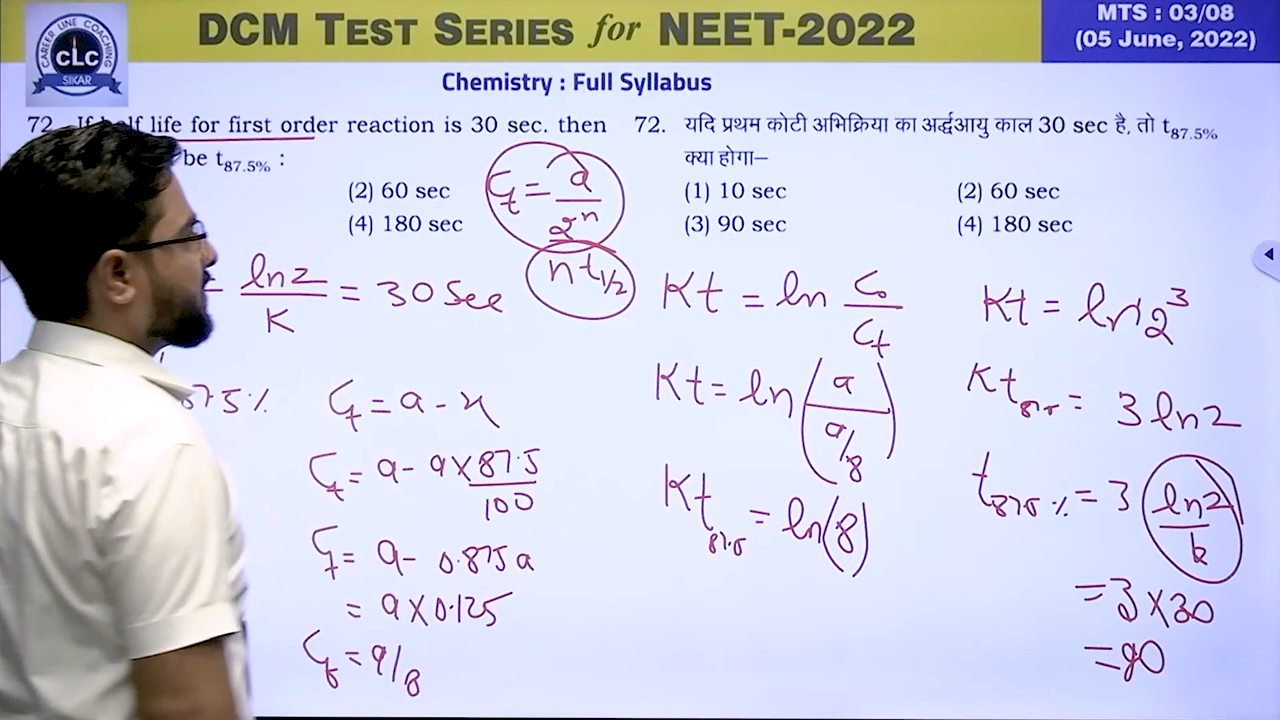 CAREER LINE COACHING
CLC
SIKAR
DCM TEST SERIES for NEET-2022
MTS : 03/08
(05 June, 2022)
Chemistry : Full Syllabus
72. If half life for first order reaction is 30 sec. then
be t87.5% :
(2) 60 sec
(4) 180 sec
72. यदि प्रथम कोटी अभिक्रिया का अर्द्धआयु काल 30 sec है, तो t87.5%
क्या होगा–
(1) 10 sec (2) 60 sec
(3) 90 sec (4) 180 sec
Ct = a/2^n
n t1/2
ln2/K = 30 Sec
87.5%
Ct = a - x
Ct = a - a × 87.5/100
Ct = a - 0.875a
= a × 0.125
Ct = a/8
Kt = ln C0/Ct
Kt = ln (a/(a/8))
Kt87.5 = ln(8)
Kt = ln 2^3
Kt87.5 = 3 ln2
t87.5% = 3 (ln2/k)
= 3 × 30
= 90